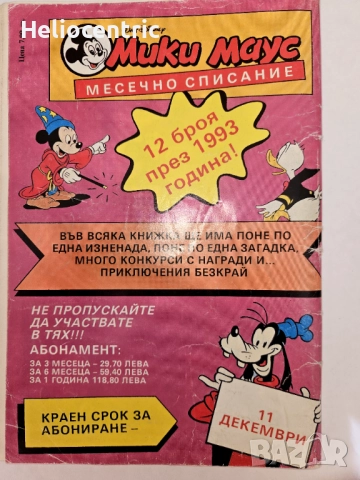 Heliocentric
Цена 7
Мики Маус
МЕСЕЧНО СПИСАНИЕ
12 броя
през 1993
година!
ВЪВ ВСЯКА КНИЖКА ЩЕ ИМА ПОНЕ ПО
ЕДНА ИЗНЕНАДА, ПОНЕ ПО ЕДНА ЗАГАДКА,
МНОГО КОНКУРСИ С НАГРАДИ И...
ПРИКЛЮЧЕНИЯ БЕЗКРАЙ
НЕ ПРОПУСКАЙТЕ
ДА УЧАСТВАТЕ
В ТЯХ!!!
АБОНАМЕНТ:
ЗА 3 МЕСЕЦА – 29,70 ЛЕВА
ЗА 6 МЕСЕЦА – 59.40 ЛЕВА
ЗА 1 ГОДИНА 118.80 ЛЕВА
КРАЕН СРОК ЗА
АБОНИРАНЕ –
11
ДЕКЕМВРИ
BAZAR